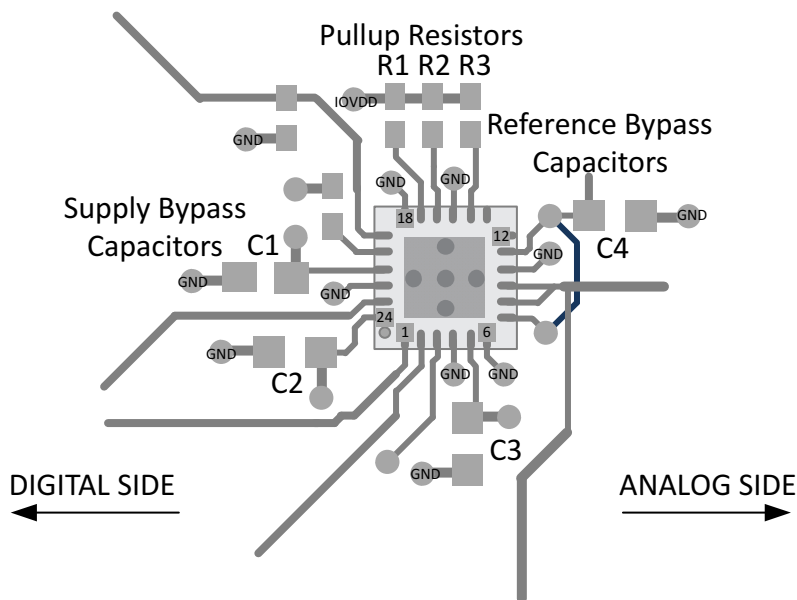 Pullup Resistors
R1 R2 R3
IOVDD
GND
Reference Bypass
Capacitors
GND
GND
18
12
GND
C4
Supply Bypass
Capacitors
C1
GND
GND
GND
24
1
6
GND
C2
GND
GND
C3
GND
DIGITAL SIDE
ANALOG SIDE